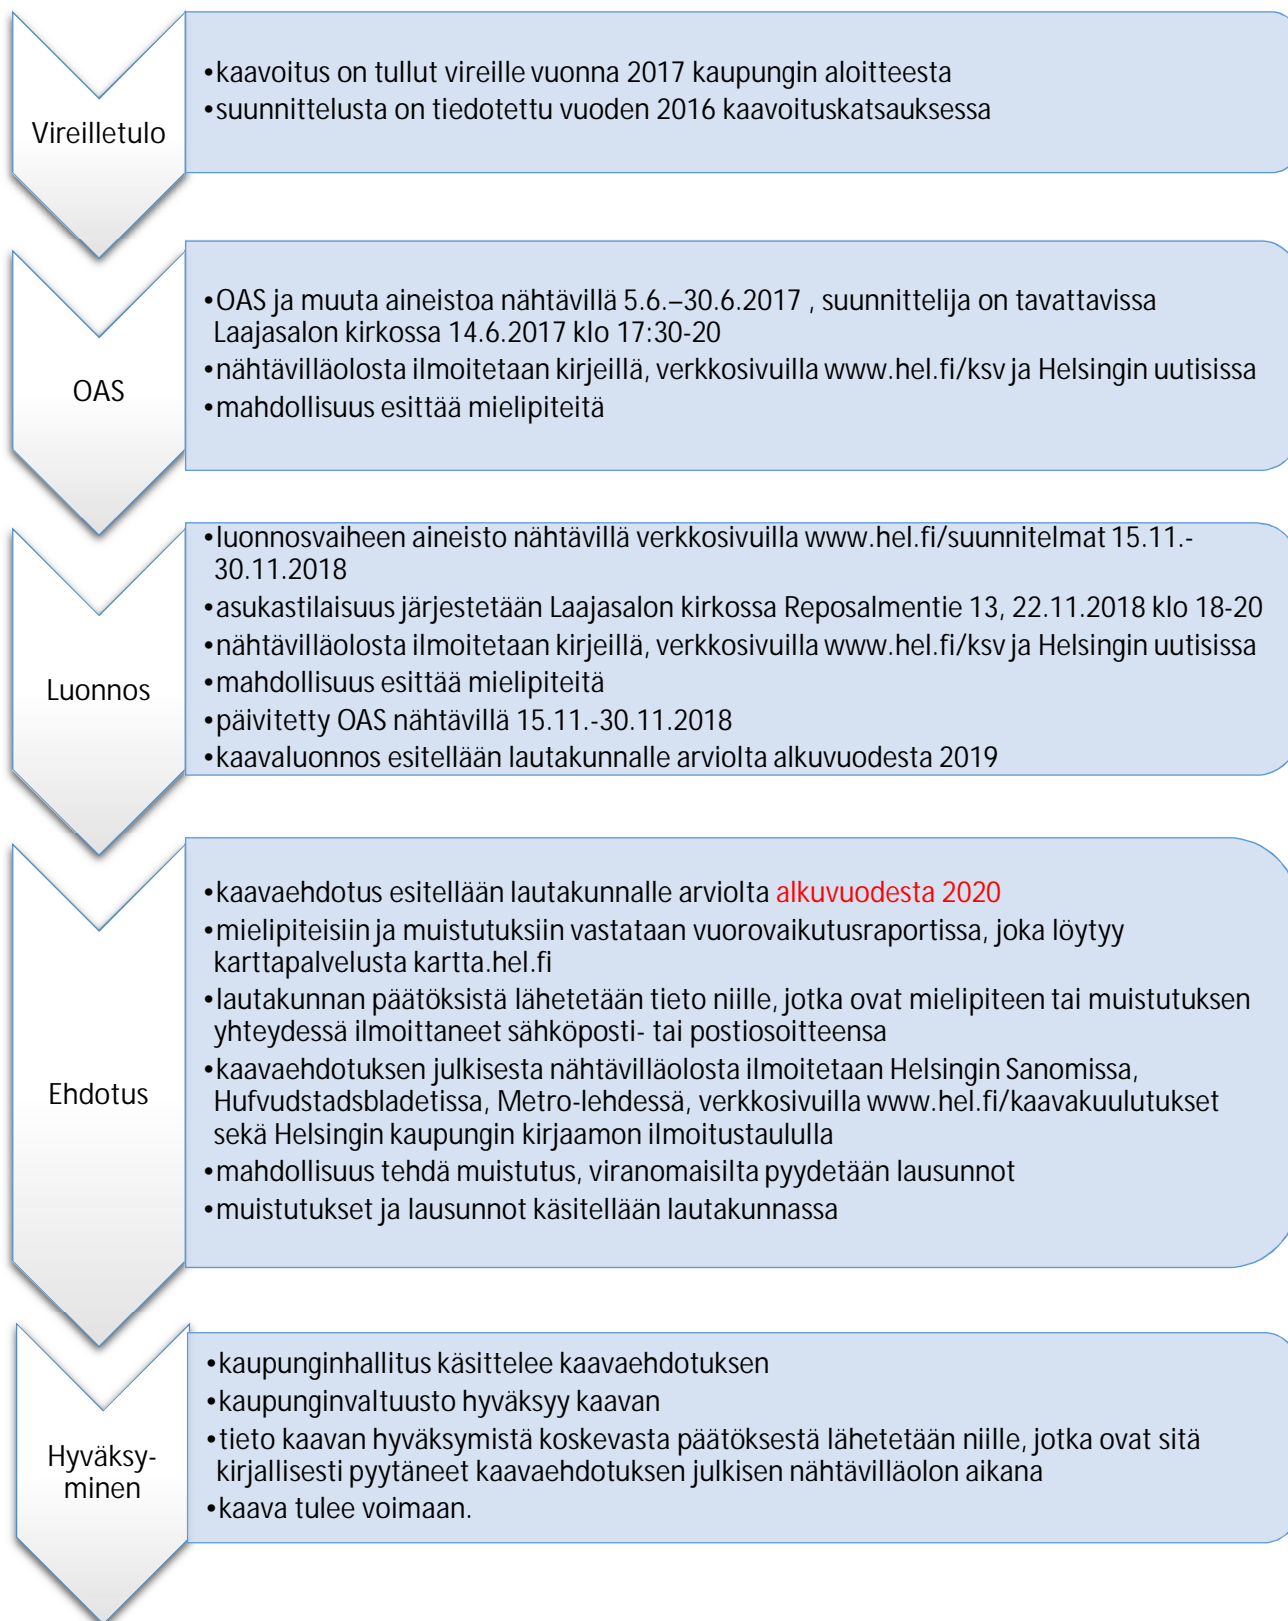 Vireilletulo
•kaavoitus on tullut vireille vuonna 2017 kaupungin aloitteesta
•suunnittelusta on tiedotettu vuoden 2016 kaavoituskatsauksessa
OAS
•OAS ja muuta aineistoa nähtävillä 5.6.–30.6.2017 , suunnittelija on tavattavissa
Laajasalon kirkossa 14.6.2017 klo 17:30-20
•nähtävilläolosta ilmoitetaan kirjeillä, verkkosivuilla www.hel.fi/ksv ja Helsingin uutisissa
•mahdollisuus esittää mielipiteitä
Luonnos
•luonnosvaiheen aineisto nähtävillä verkkosivuilla www.hel.fi/suunnitelmat 15.11.-
30.11.2018
•asukastilaisuus järjestetään Laajasalon kirkossa Reposalmentie 13, 22.11.2018 klo 18-20
•nähtävilläolosta ilmoitetaan kirjeillä, verkkosivuilla www.hel.fi/ksv ja Helsingin uutisissa
•mahdollisuus esittää mielipiteitä
•päivitetty OAS nähtävillä 15.11.-30.11.2018
•kaavaluonnos esitellään lautakunnalle arviolta alkuvuodesta 2019
Ehdotus
•kaavaehdotus esitellään lautakunnalle arviolta alkuvuodesta 2020
•mielipiteisiin ja muistutuksiin vastataan vuorovaikutusraportissa, joka löytyy
karttapalvelusta kartta.hel.fi
•lautakunnan päätöksistä lähetetään tieto niille, jotka ovat mielipiteen tai muistutuksen
yhteydessä ilmoittaneet sähköposti- tai postiosoitteensa
•kaavaehdotuksen julkisesta nähtävilläolosta ilmoitetaan Helsingin Sanomissa,
Hufvudstadsbladetissa, Metro-lehdessä, verkkosivuilla www.hel.fi/kaavakuulutukset
sekä Helsingin kaupungin kirjaamon ilmoitustaululla
•mahdollisuus tehdä muistutus, viranomaisilta pyydetään lausunnot
•muistutukset ja lausunnot käsitellään lautakunnassa
Hyväksy-
minen
•kaupunginhallitus käsittelee kaavaehdotuksen
•kaupunginvaltuusto hyväksyy kaavan
•tieto kaavan hyväksymistä koskevasta päätöksestä lähetetään niille, jotka ovat sitä
kirjallisesti pyytäneet kaavaehdotuksen julkisen nähtävilläolon aikana
•kaava tulee voimaan.